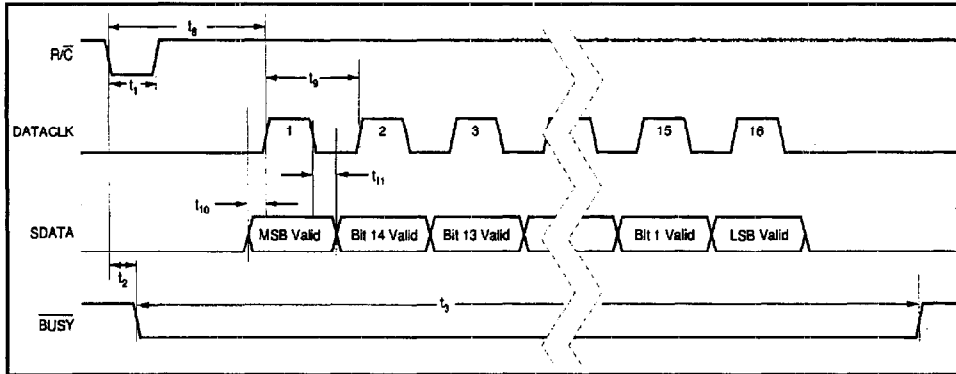 t8
R/C̅
t1
t9
DATACLK
1 2 3 15 16
t11
t10
SDATA
MSB Valid Bit 14 Valid Bit 13 Valid Bit 1 Valid LSB Valid
t2
t3
B̅U̅S̅Y̅